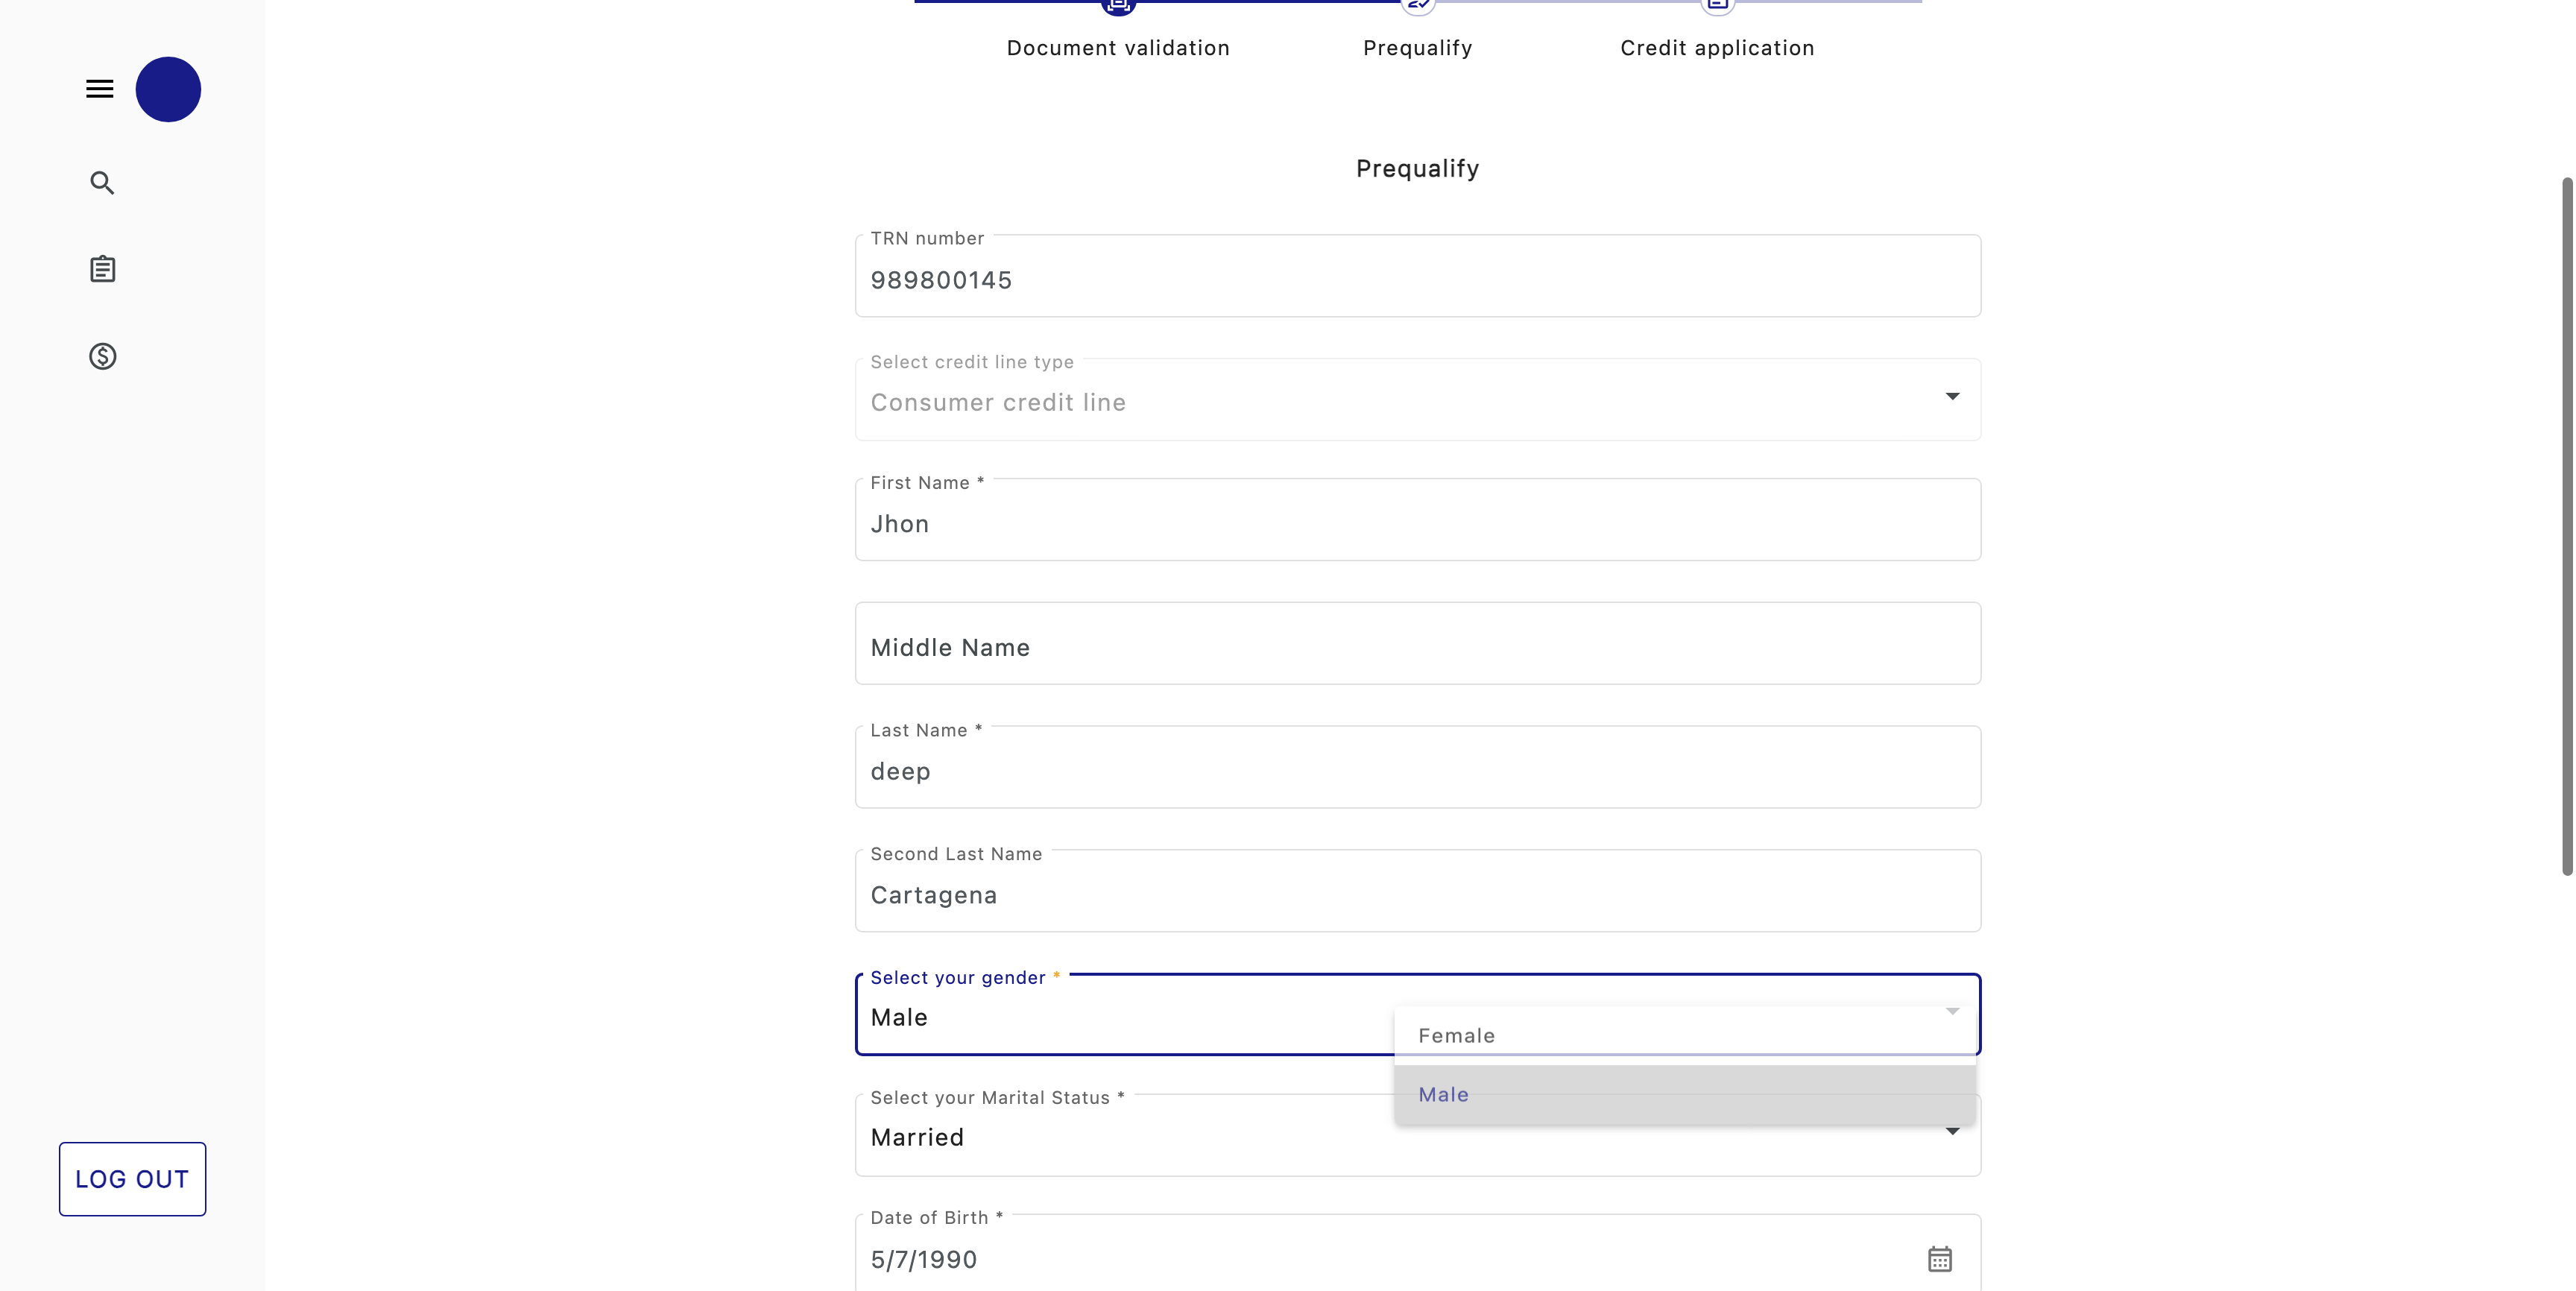 Document validation
Prequalify
Credit application
Prequalify
TRN number
989800145
Select credit line type
Consumer credit line
First Name *
Jhon
Middle Name
Last Name *
deep
Second Last Name
Cartagena
Select your gender *
Male
Female
Male
Select your Marital Status *
Married
Date of Birth *
5/7/1990
LOG OUT